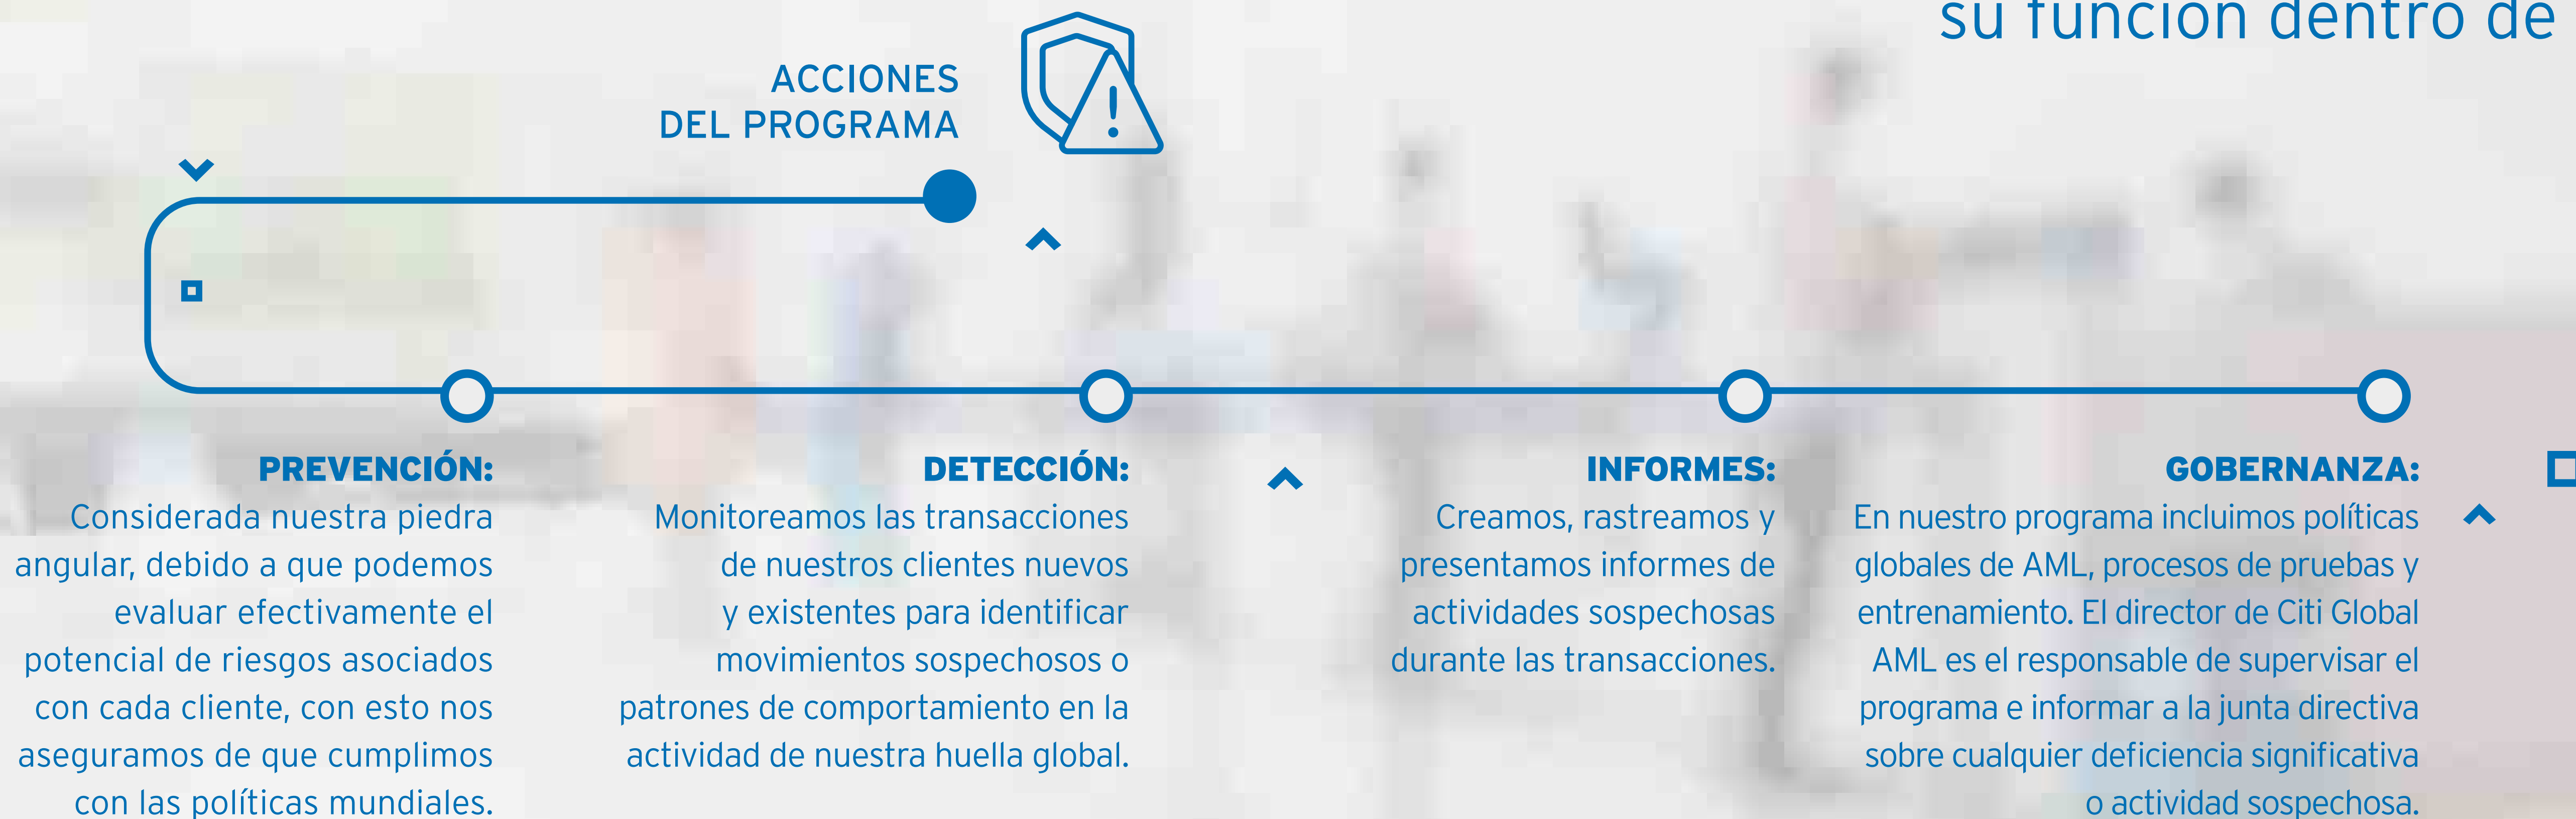 su función dentro de
ACCIONES
DEL PROGRAMA
PREVENCIÓN:
Considerada nuestra piedra
angular, debido a que podemos
evaluar efectivamente el
potencial de riesgos asociados
con cada cliente, con esto nos
aseguramos de que cumplimos
con las políticas mundiales.
DETECCIÓN:
Monitoreamos las transacciones
de nuestros clientes nuevos
y existentes para identificar
movimientos sospechosos o
patrones de comportamiento en la
actividad de nuestra huella global.
INFORMES:
Creamos, rastreamos y
presentamos informes de
actividades sospechosas
durante las transacciones.
GOBERNANZA:
En nuestro programa incluimos políticas
globales de AML, procesos de pruebas y
entrenamiento. El director de Citi Global
AML es el responsable de supervisar el
programa e informar a la junta directiva
sobre cualquier deficiencia significativa
o actividad sospechosa.